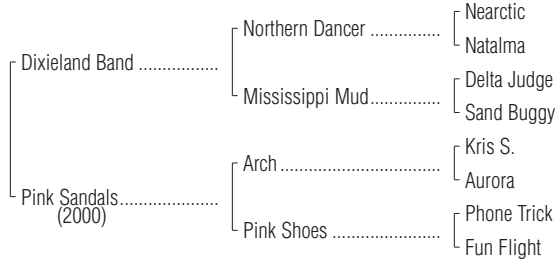 Nearctic
Northern Dancer ...............
Natalma
Dixieland Band .................
Delta Judge
Mississippi Mud...............
Sand Buggy
Kris S.
Arch ..................................
Aurora
Pink Sandals.....................
(2000)
Phone Trick
Pink Shoes .......................
Fun Flight